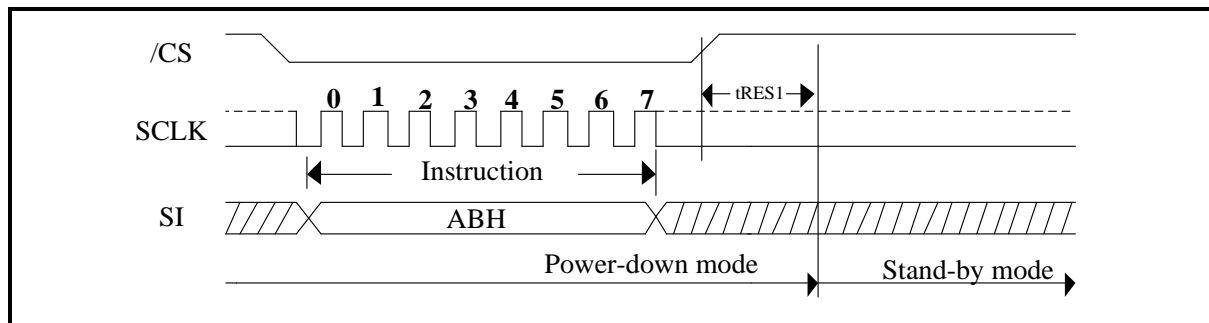 /CS
tRES1
0 1 2 3 4 5 6 7
SCLK
Instruction
SI
ABH
Power-down mode
Stand-by mode